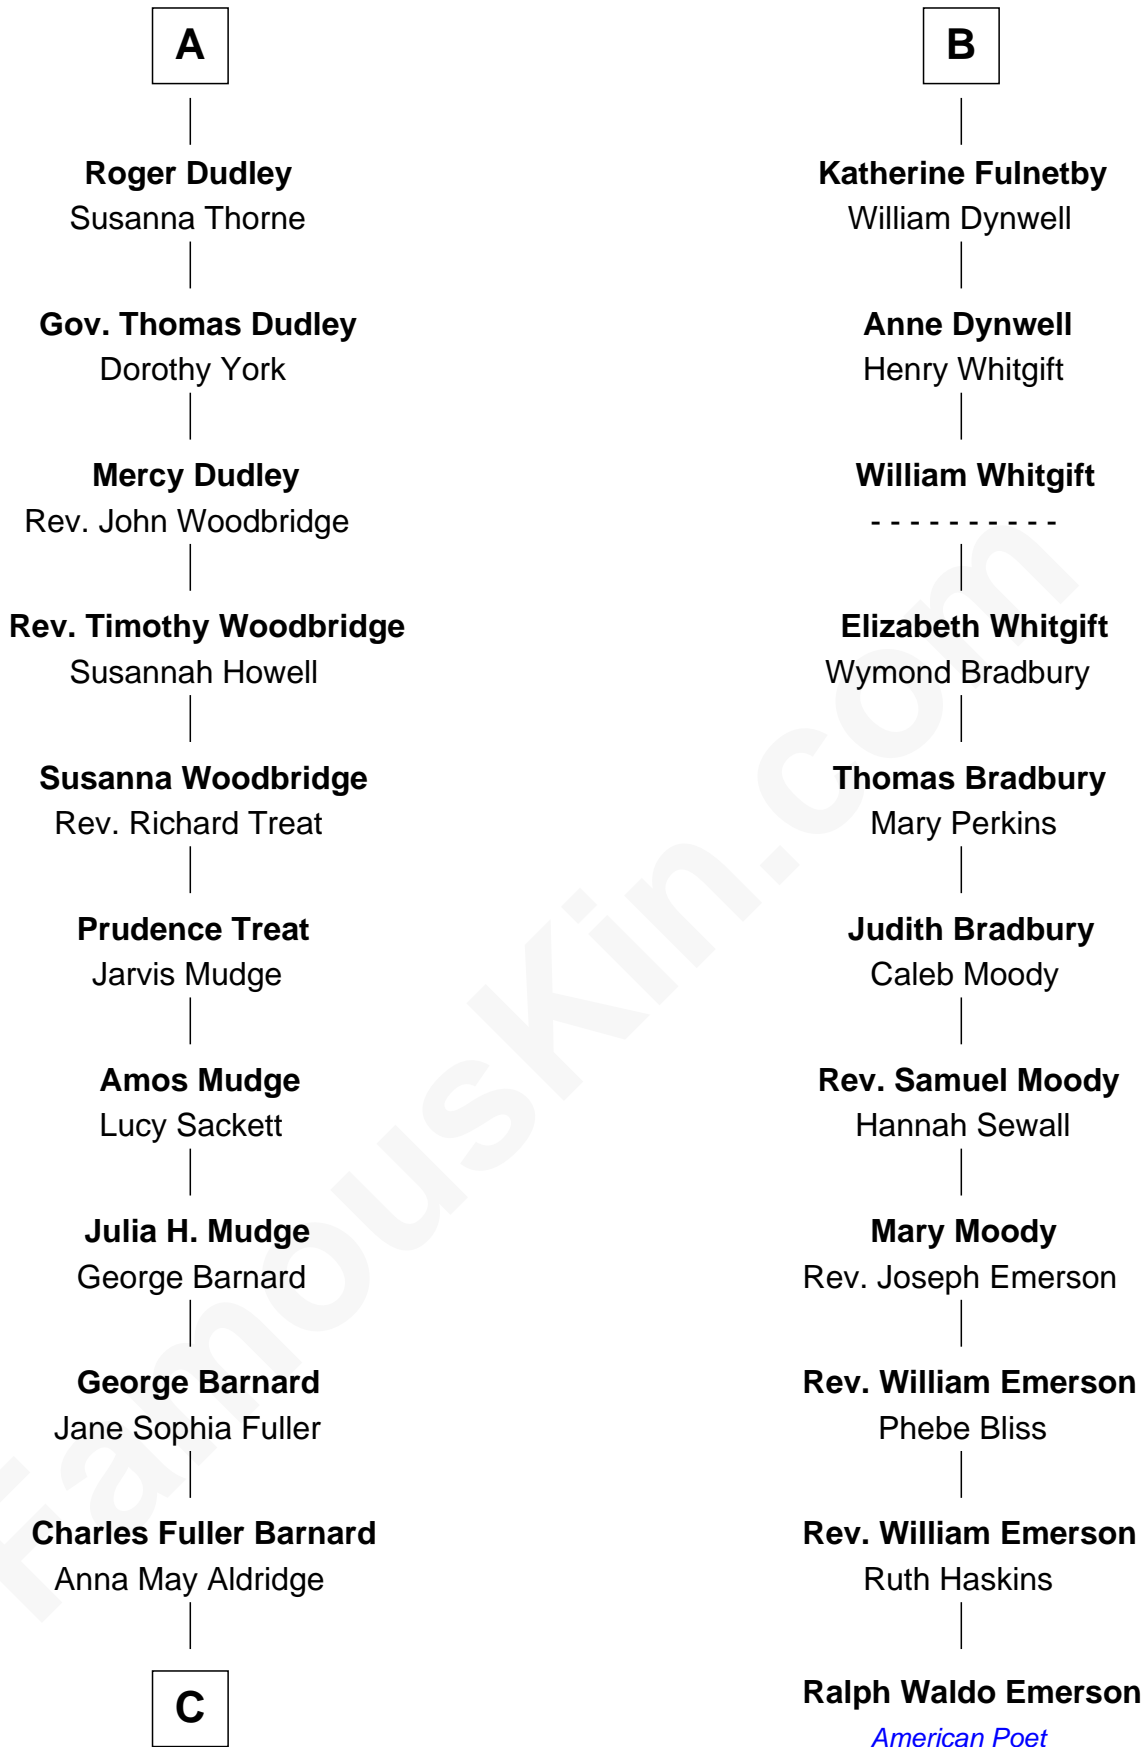 A
Roger Dudley
Susanna Thorne
Gov. Thomas Dudley
Dorothy York
Mercy Dudley
Rev. John Woodbridge
Rev. Timothy Woodbridge
Susannah Howell
Susanna Woodbridge
Rev. Richard Treat
Prudence Treat
Jarvis Mudge
Amos Mudge
Lucy Sackett
Julia H. Mudge
George Barnard
George Barnard
Jane Sophia Fuller
Charles Fuller Barnard
Anna May Aldridge
C
B
Katherine Fulnetby
William Dynwell
Anne Dynwell
Henry Whitgift
William Whitgift
- - - - - - - - - -
Elizabeth Whitgift
Wymond Bradbury
Thomas Bradbury
Mary Perkins
Judith Bradbury
Caleb Moody
Rev. Samuel Moody
Hannah Sewall
Mary Moody
Rev. Joseph Emerson
Rev. William Emerson
Phebe Bliss
Rev. William Emerson
Ruth Haskins
Ralph Waldo Emerson
American Poet
FamousKin.com